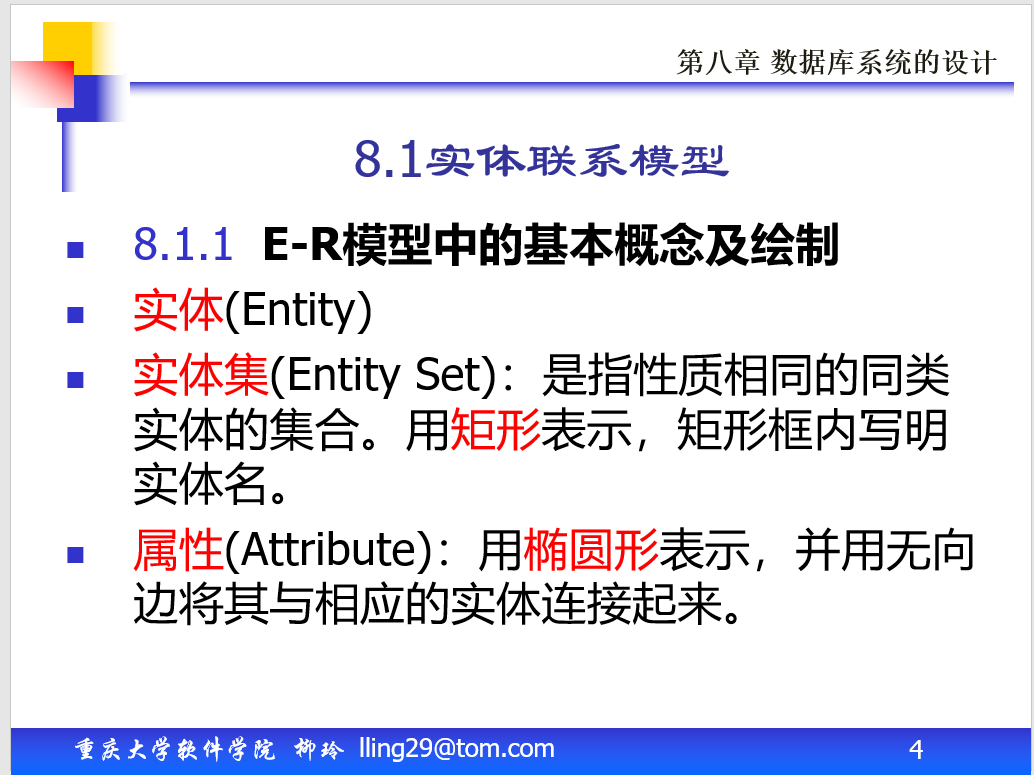 第八章 数据库系统的设计
8.1实体联系模型
8.1.1 E-R模型中的基本概念及绘制
实体(Entity)
实体集(Entity Set)：是指性质相同的同类
实体的集合。用矩形表示，矩形框内写明
实体名。
属性(Attribute)：用椭圆形表示，并用无向
边将其与相应的实体连接起来。
重庆大学软件学院 柳玲 lling29@tom.com
4